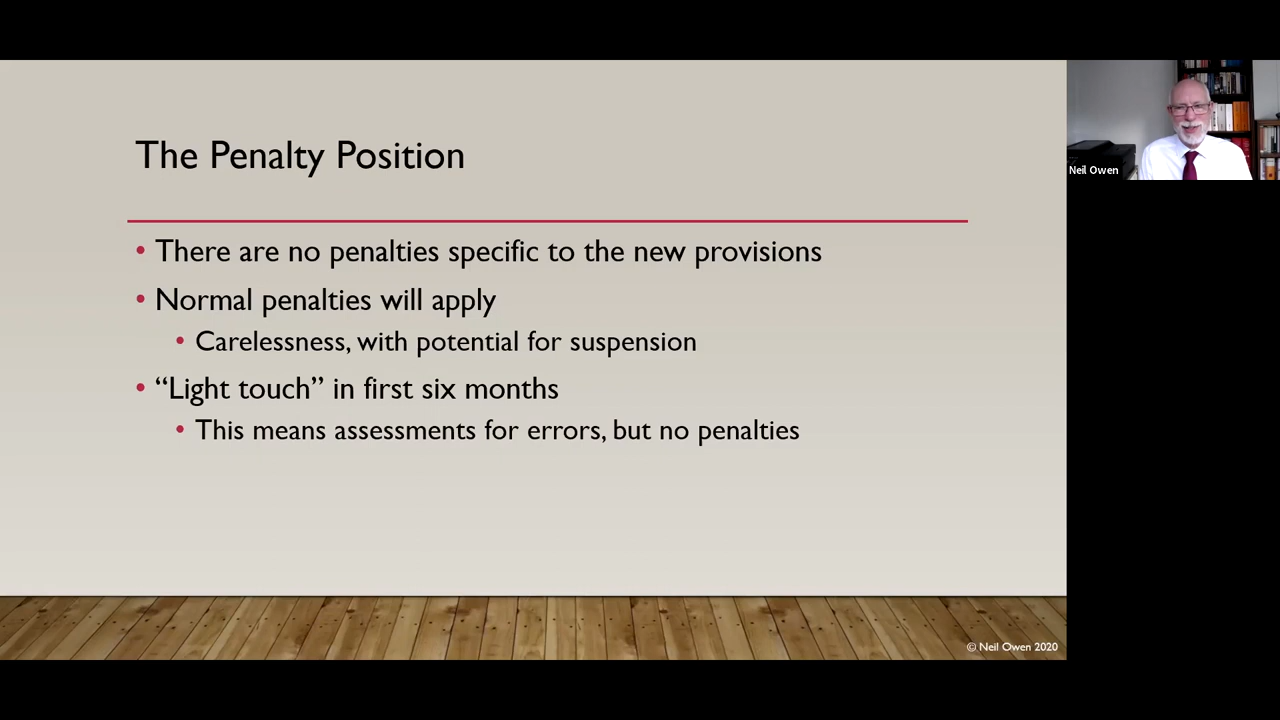 The Penalty Position
• There are no penalties specific to the new provisions
• Normal penalties will apply
• Carelessness, with potential for suspension
• “Light touch” in first six months
• This means assessments for errors, but no penalties
© Neil Owen 2020
Neil Owen